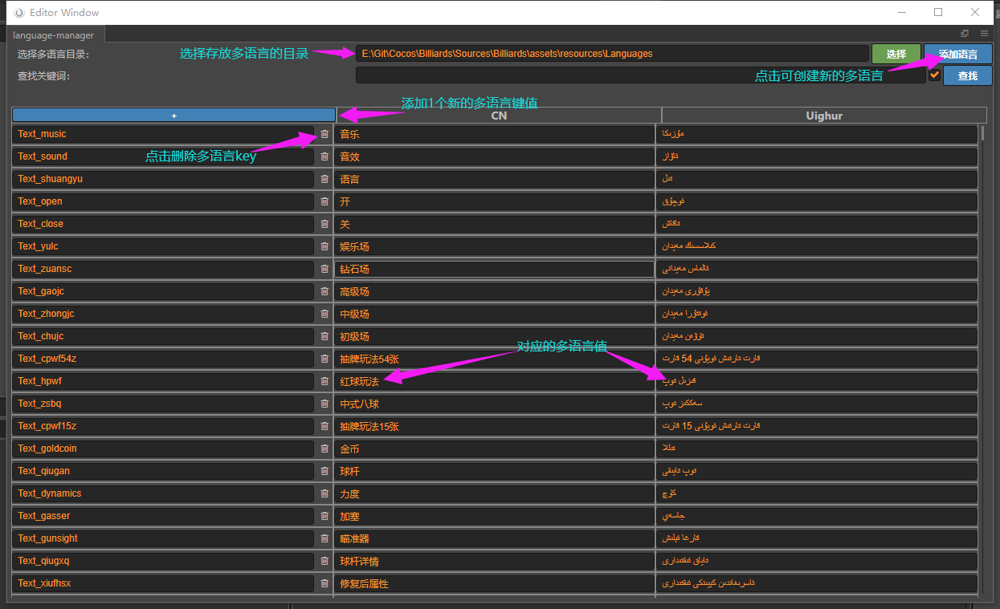 Editor Window
language-manager
选择多语言目录:
选择存放多语言的目录
E:\Git\Cocos\Billiards\Sources\Billiards\assets\resources\Languages
选择
添加语言
查找关键词:
点击可创建新的多语言
查找
添加1个新的多语言键值
+
CN
Uighur
Text_music
音乐
مۇزىكا
点击删除多语言key
Text_sound
音效
ئاۋاز
Text_shuangyu
语言
تىل
Text_open
开
ئوچۇق
Text_close
关
تاقاش
Text_yulc
娱乐场
كىلاسسىك مەيدان
Text_zuansc
钻石场
ئالماس مەيدانى
Text_gaojc
高级场
يۇقۇرى مەيدان
Text_zhongjc
中级场
ئوتتۇرا مەيدان
Text_chujc
初级场
تۆۋەن مەيدان
对应的多语言值
Text_cpwf54z
抽牌玩法54张
قارت تارتىش ئويۇنى 54 قارت
Text_hpwf
红球玩法
قىزىل توپ
Text_zsbq
中式八球
سەككىز توپ
Text_cpwf15z
抽牌玩法15张
قارت تارتىش ئويۇنى 15 قارت
Text_goldcoin
金币
تىللا
Text_qiugan
球杆
توپ تايىقى
Text_dynamics
力度
كۈچ
Text_gasser
加塞
جاسەي
Text_gunsight
瞄准器
قارىغا ئېلىش
Text_qiugxq
球杆详情
تاياق ئىقتىدارى
Text_xiufhsx
修复后属性
ئاسرىغاندىن كېيىنكى ئىقتىدارى